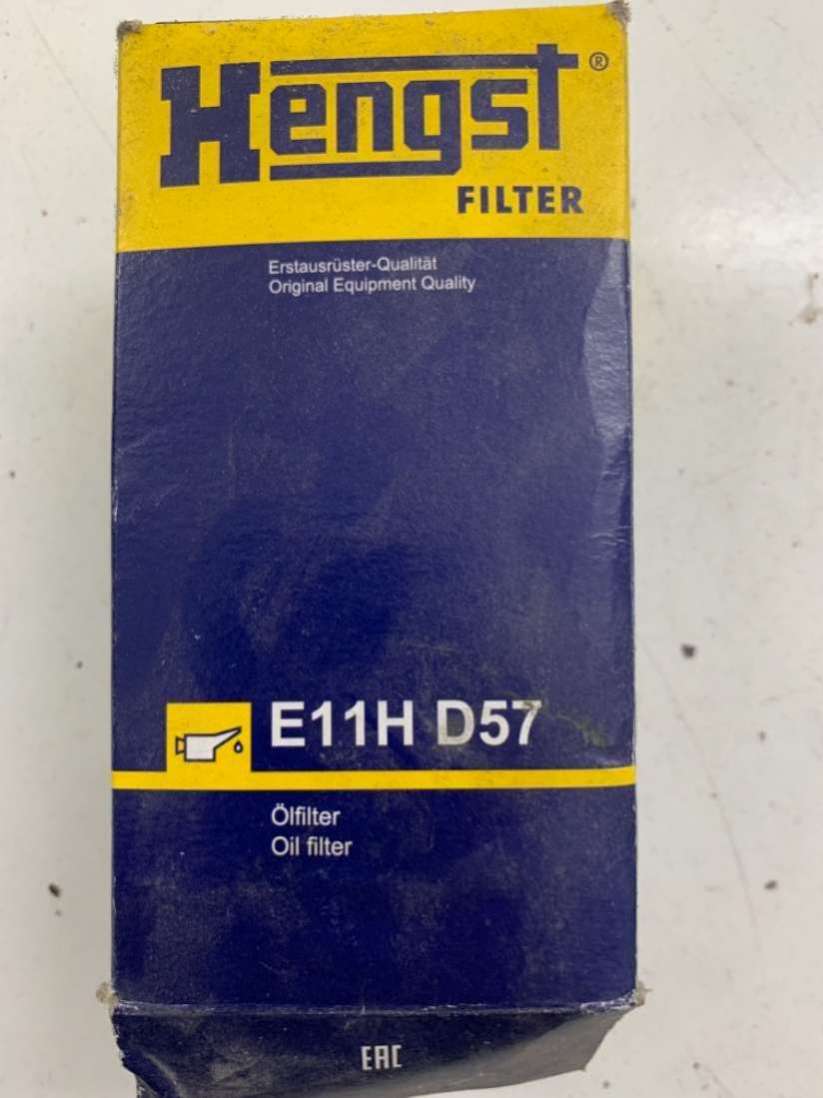 Hengst®
FILTER
Erstausrüster-Qualität
Original Equipment Quality
E11H D57
Ölfilter
Oil filter
EAC